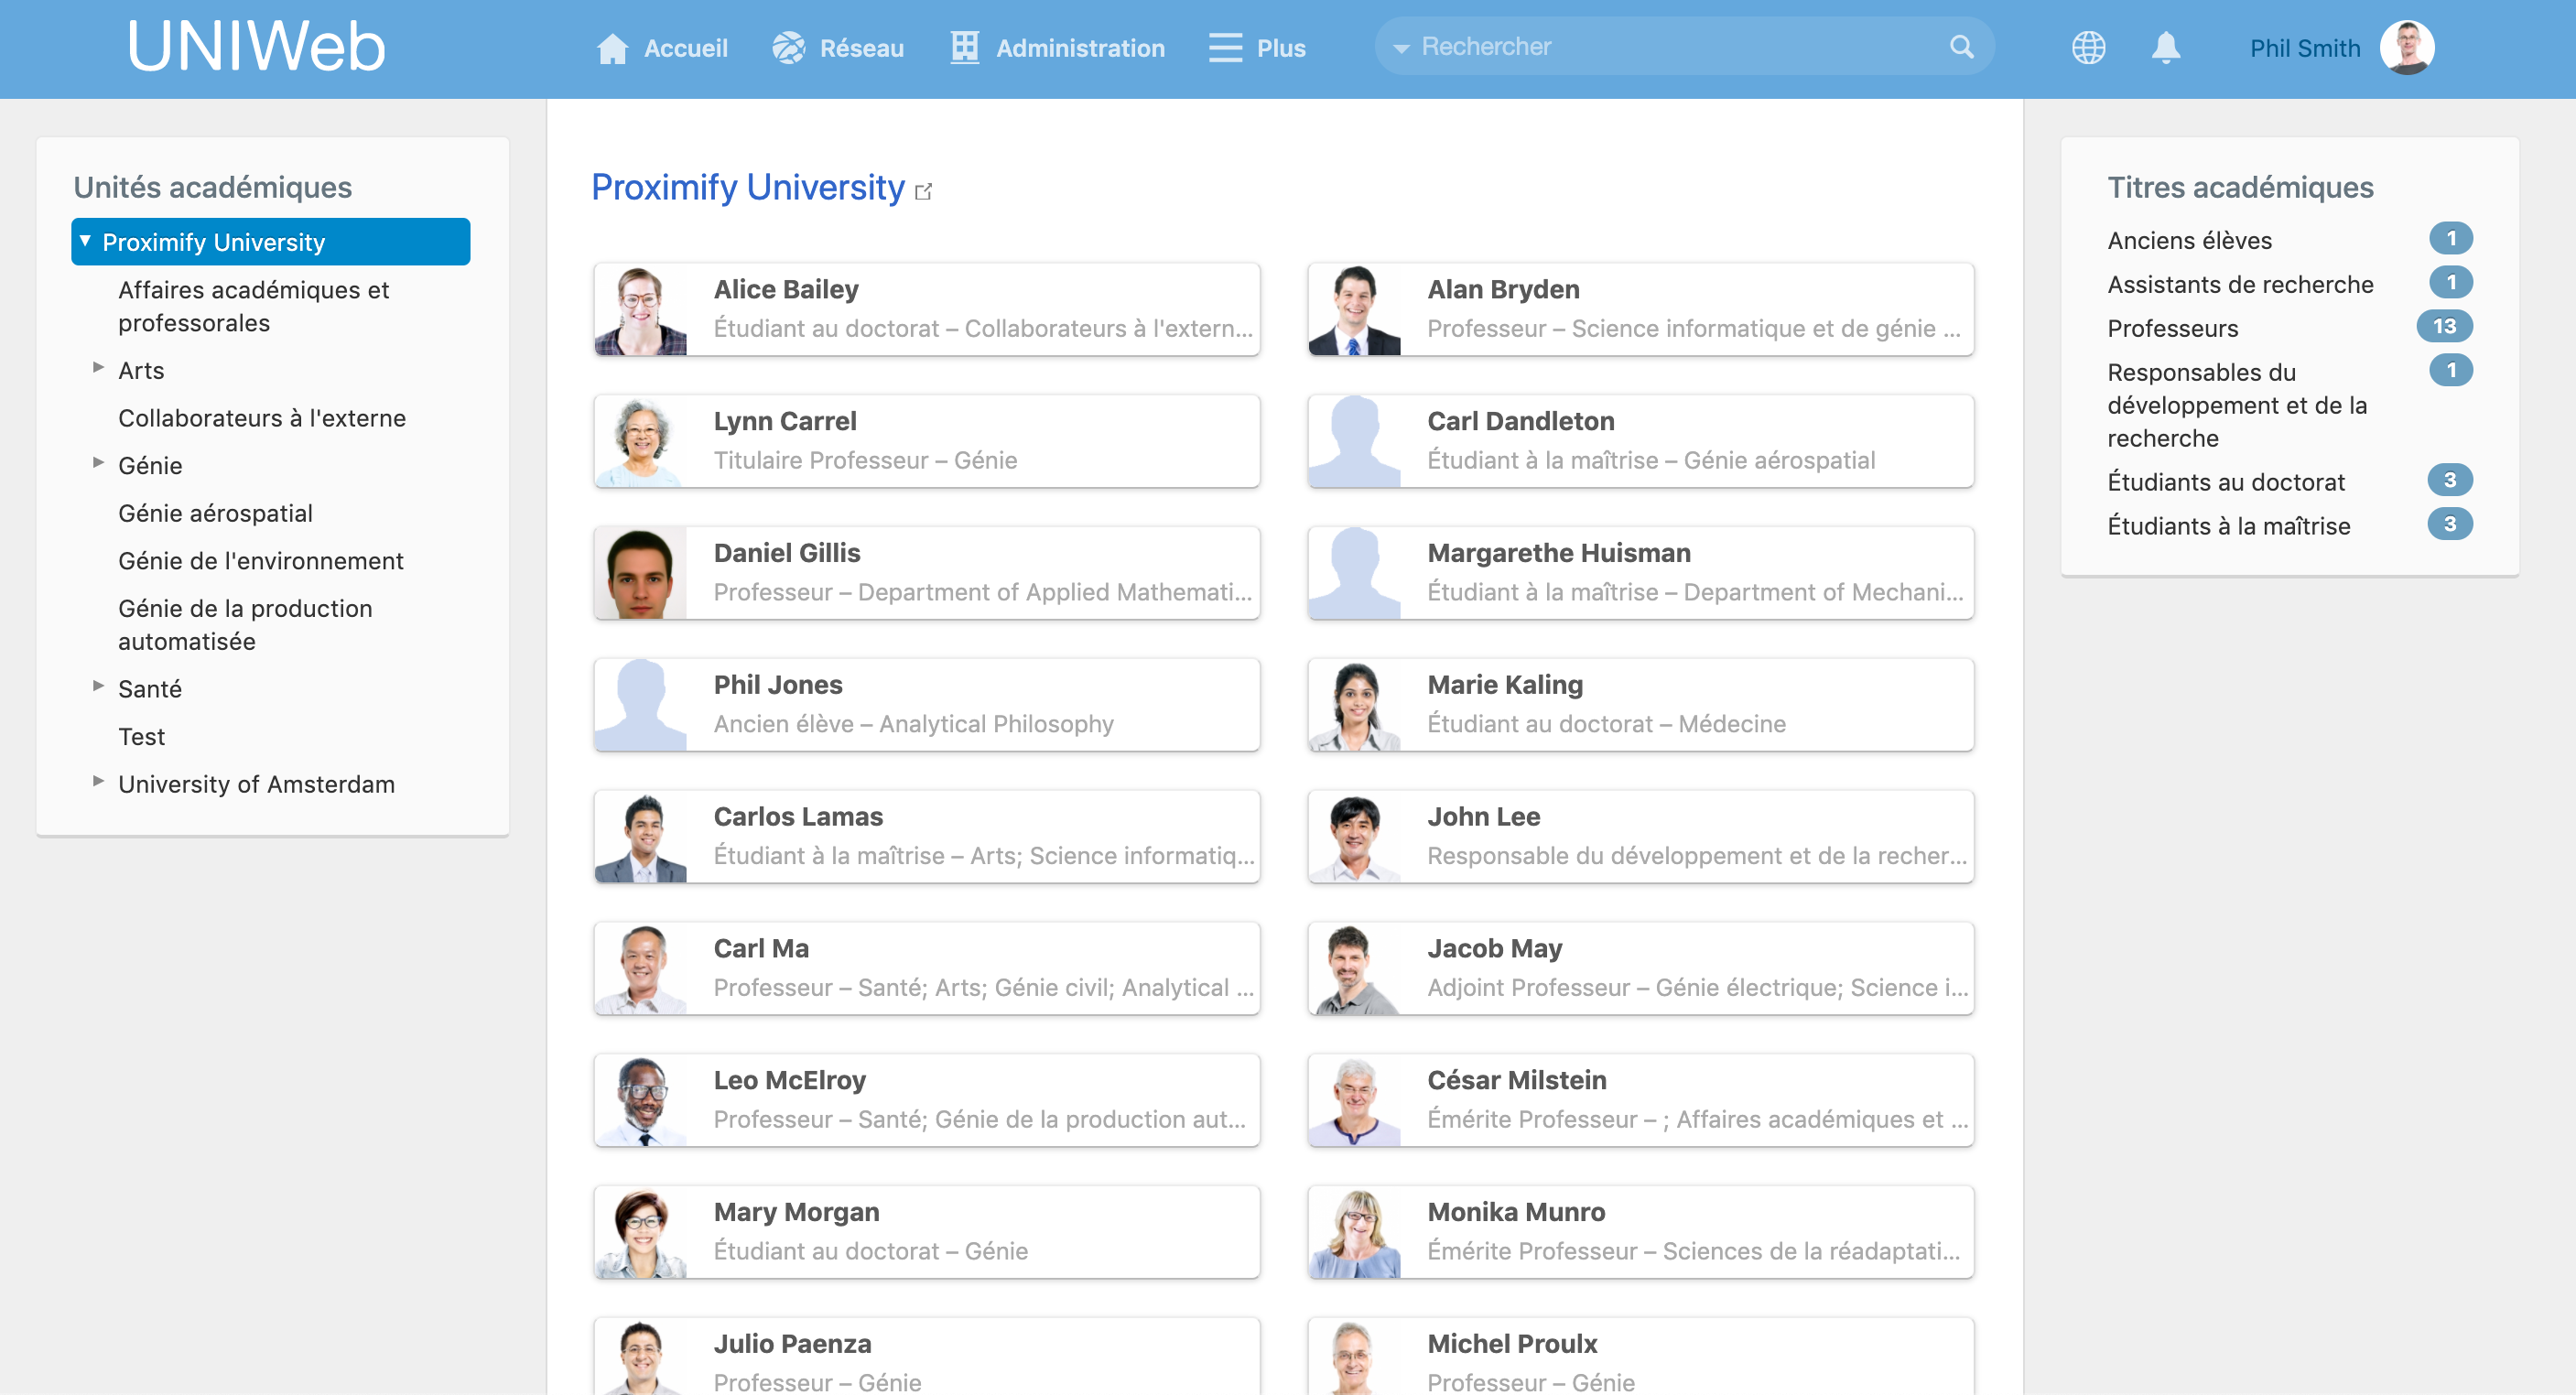 UNIWeb
Accueil
Réseau
Administration
Plus
Rechercher
Phil Smith
Unités académiques
Proximify University
Affaires académiques et
professorales
Arts
Collaborateurs à l'externe
Génie
Génie aérospatial
Génie de l'environnement
Génie de la production
automatisée
Santé
Test
University of Amsterdam
Proximify University
Alice Bailey
Étudiant au doctorat – Collaborateurs à l'extern...
Alan Bryden
Professeur – Science informatique et de génie ...
Lynn Carrel
Titulaire Professeur – Génie
Carl Dandleton
Étudiant à la maîtrise – Génie aérospatial
Daniel Gillis
Professeur – Department of Applied Mathemati...
Margarethe Huisman
Étudiant à la maîtrise – Department of Mechani...
Phil Jones
Ancien élève – Analytical Philosophy
Marie Kaling
Étudiant au doctorat – Médecine
Carlos Lamas
Étudiant à la maîtrise – Arts; Science informatiq...
John Lee
Responsable du développement et de la recher...
Carl Ma
Professeur – Santé; Arts; Génie civil; Analytical ...
Jacob May
Adjoint Professeur – Génie électrique; Science i...
Leo McElroy
Professeur – Santé; Génie de la production aut...
César Milstein
Émérite Professeur – ; Affaires académiques et ...
Mary Morgan
Étudiant au doctorat – Génie
Monika Munro
Émérite Professeur – Sciences de la réadaptati...
Julio Paenza
Professeur – Génie
Michel Proulx
Professeur – Génie
Titres académiques
Anciens élèves 1
Assistants de recherche 1
Professeurs 13
Responsables du 1
développement et de la
recherche
Étudiants au doctorat 3
Étudiants à la maîtrise 3